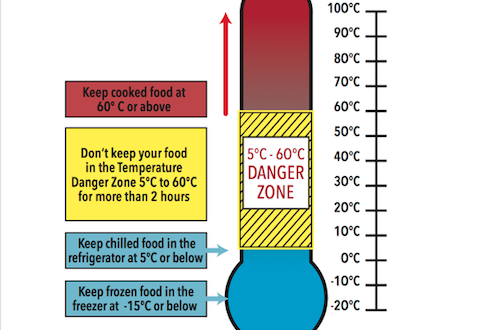 Keep cooked food at
60° C or above
Don't keep your food
in the Temperature
Danger Zone 5°C to 60°C
for more than 2 hours
Keep chilled food in the
refrigerator at 5°C or below
Keep frozen food in the
freezer at -15°C or below
5°C - 60°C
DANGER
ZONE
100°C
90°C
80°C
70°C
60°C
50°C
40°C
30°C
20°C
10°C
0°C
-10°C
-20°C